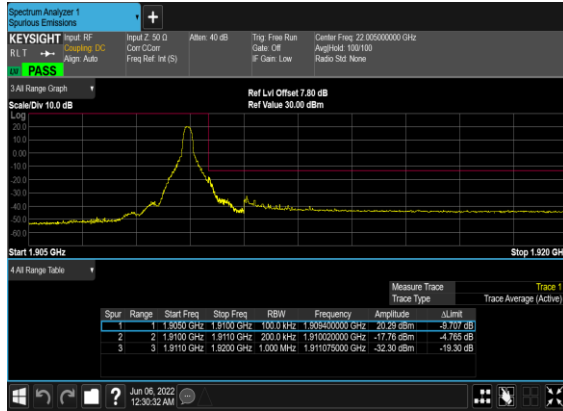 Spectrum Analyzer 1
Spurious Emissions
+
KEYSIGHT Input: RF Input Z: 50 Ω Atten: 40 dB Trig: Free Run Center Freq: 22.005000000 GHz
RLT Coupling: DC Corr CCorr Gate: Off Avg|Hold: 100/100
Align: Auto Freq Ref: Int (S) IF Gain: Low Radio Std: None
PASS
3 All Range Graph
Ref Lvl Offset 7.80 dB
Scale/Div 10.0 dB Ref Value 30.00 dBm
Log
20.0
10.0
0.00
-10.0
-20.0
-30.0
-40.0
-50.0
-60.0
Start 1.905 GHz Stop 1.920 GH
4 All Range Table
Measure Trace Trace 1
Trace Type Trace Average (Active)
Spur Range Start Freq Stop Freq RBW Frequency Amplitude ΔLimit
1 1 1.9050 GHz 1.9100 GHz 100.0 kHz 1.909400000 GHz 20.29 dBm -9.707 dB
2 2 1.9100 GHz 1.9110 GHz 200.0 kHz 1.910020000 GHz -17.76 dBm -4.765 dB
3 3 1.9110 GHz 1.9200 GHz 1.000 MHz 1.911075000 GHz -32.30 dBm -19.30 dB
? Jun 06, 2022
12:30:32 AM